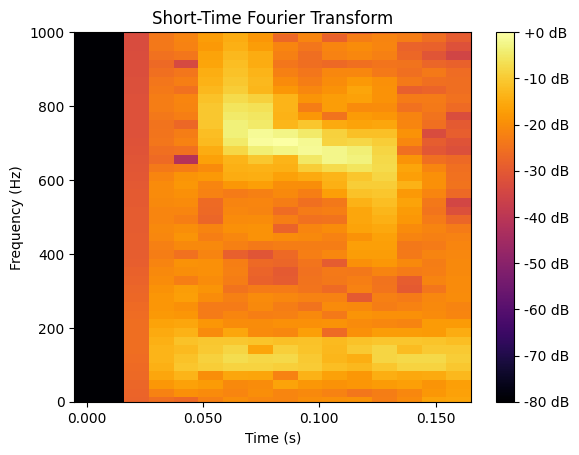 Short-Time Fourier Transform
1000
800
600
400
200
0
Frequency (Hz)
0.000
0.050
0.100
0.150
Time (s)
+0 dB
-10 dB
-20 dB
-30 dB
-40 dB
-50 dB
-60 dB
-70 dB
-80 dB